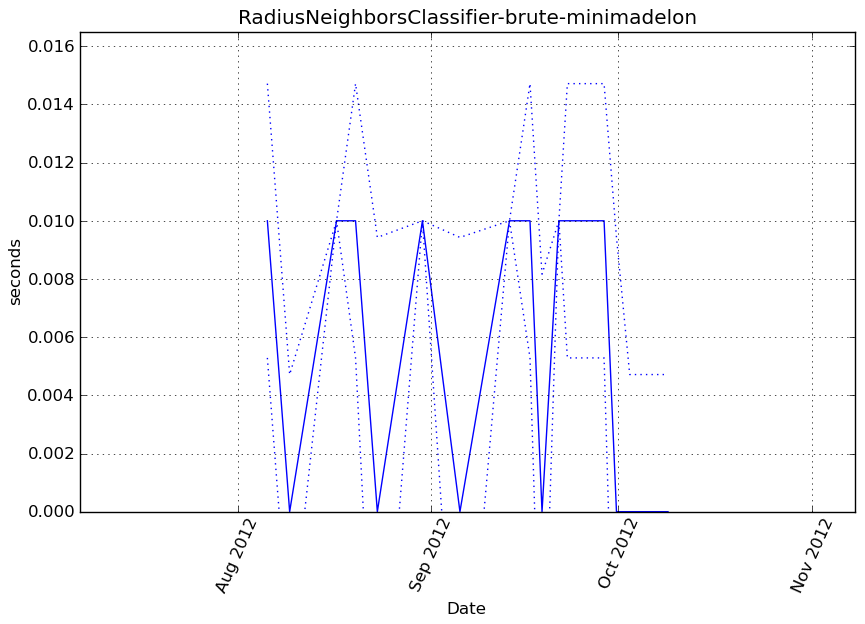 RadiusNeighborsClassifier-brute-minimadelon
0.016
0.014
0.012
0.010
0.008
0.006
0.004
0.002
0.000
seconds
Aug 2012
Sep 2012
Oct 2012
Nov 2012
Date